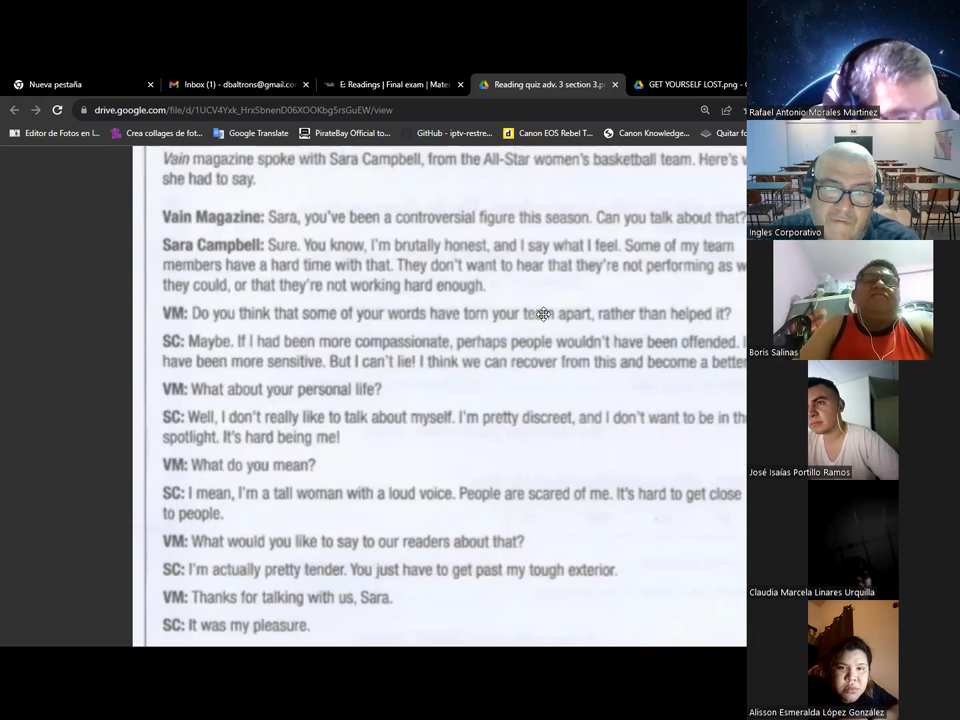 Nueva pestaña
Inbox (1) - dbaltrons@gmail.co
E: Readings | Final exam | Mate
Reading quiz adv. 3 section 3.p
GET YOURSELF LOST.png -
drive.google.com/file/d/1UCV4Yxk_HrxSbnenD06XOOKbg5rsGuEW/view
Editor de Fotos en l...
Crea collages de fot...
Google Translate
PirateBay Official to...
GitHub - iptv-restre...
Canon EOS Rebel T...
Canon Knowledge...
Quitar fo
Vain magazine spoke with Sara Campbell, from the All-Star women's basketball team. Here's w
she had to say.
Vain Magazine: Sara, you've been a controversial figure this season. Can you talk about that?
Sara Campbell: Sure. You know, I'm brutally honest, and I say what I feel. Some of my team
members have a hard time with that. They don't want to hear that they're not performing as w
they could, or that they're not working hard enough.
VM: Do you think that some of your words have torn your team apart, rather than helped it?
SC: Maybe. If I had been more compassionate, perhaps people wouldn't have been offended. I
have been more sensitive. But I can't lie! I think we can recover from this and become a better
VM: What about your personal life?
SC: Well, I don't really like to talk about myself. I'm pretty discreet, and I don't want to be in the
spotlight. It's hard being me!
VM: What do you mean?
SC: I mean, I'm a tall woman with a loud voice. People are scared of me. It's hard to get close
to people.
VM: What would you like to say to our readers about that?
SC: I'm actually pretty tender. You just have to get past my tough exterior.
VM: Thanks for talking with us, Sara.
SC: It was my pleasure.
Rafael Antonio Morales Martinez
Ingles Corporativo
Boris Salinas
José Isaías Portillo Ramos
Claudia Marcela Linares Urquilla
Alisson Esmeralda López González